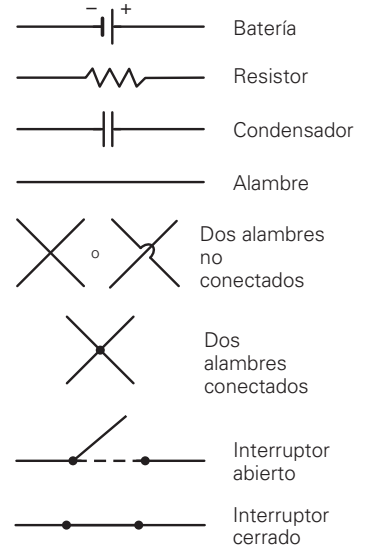 − +
Batería
Resistor
Condensador
Alambre
o
Dos alambres
no
conectados
Dos
alambres
conectados
Interruptor
abierto
Interruptor
cerrado